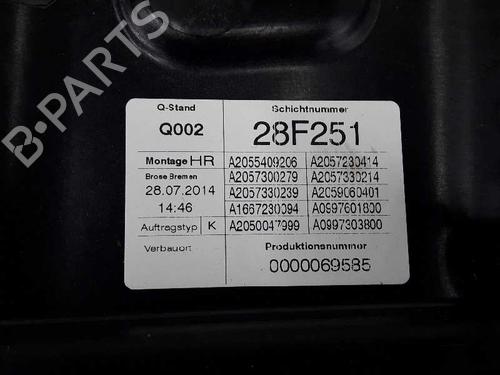 Q-Stand Schichtnummer
Q002 28F251
Montage HR A2055409206 A2057230414
Brose Bremen A2057300279 A2057330214
28.07.2014 A2057330239 A2059060401
14:46 A1667230094 A0997601800
Auftragstyp K A2050047999 A0997303800
Verbauort Produktionsnummor
0000069585
B-PARTS